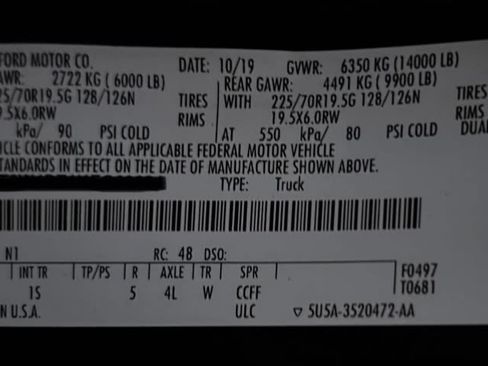 FORD MOTOR CO. DATE: 10/19 GVWR: 6350 KG (14000 LB)
AWR: 2722 KG (6000 LB) REAR GAWR: 4491 KG (9900 LB)
25/70R19.5G 128/126N TIRES WITH 225/70R19.5G 128/126N TIRES
19.5X6.0RW RIMS 19.5X6.0RW RIMS
kPa/ 90 PSI COLD AT 550 kPa/ 80 PSI COLD DUAL
ICLE CONFORMS TO ALL APPLICABLE FEDERAL MOTOR VEHICLE
STANDARDS IN EFFECT ON THE DATE OF MANUFACTURE SHOWN ABOVE.
TYPE: Truck
N1 RC: 48 DSO:
INT TR TP/PS R AXLE TR SPR F0497
1S 5 4L W CCFF T0681
N U.S.A. ULC ▽ 5U5A-3520472-AA